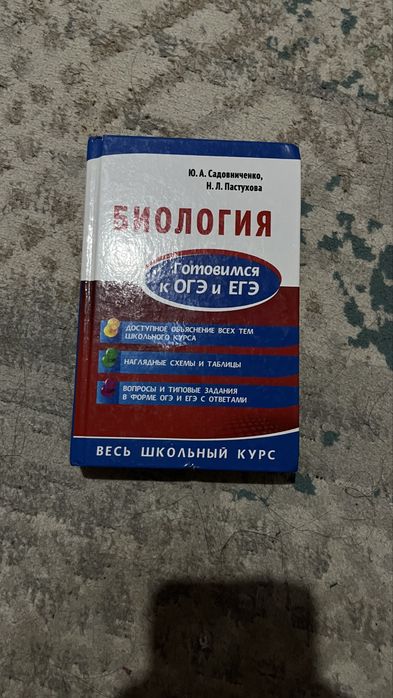 Ю. А. Садовниченко,
Н. Л. Пастухова
БИОЛОГИЯ
Готовимся
к ОГЭ и ЕГЭ
ДОСТУПНОЕ ОБЪЯСНЕНИЕ ВСЕХ ТЕМ
ШКОЛЬНОГО КУРСА
НАГЛЯДНЫЕ СХЕМЫ И ТАБЛИЦЫ
ВОПРОСЫ И ТИПОВЫЕ ЗАДАНИЯ
В ФОРМЕ ОГЭ И ЕГЭ С ОТВЕТАМИ
ВЕСЬ ШКОЛЬНЫЙ КУРС